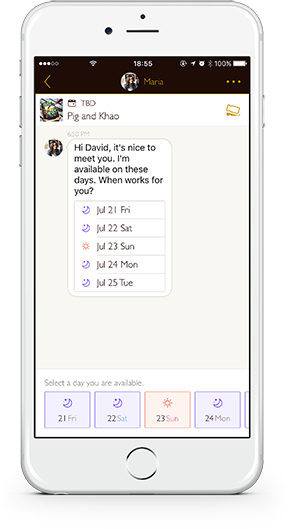 18:55
100%
Maria
TBD
Pig and Khao
6:50 PM
Hi David, it's nice to
meet you. I'm
available on these
days. When works for
you?
Jul 21 Fri
Jul 22 Sat
Jul 23 Sun
Jul 24 Mon
Jul 25 Tue
Select a day you are available.
21 Fri 22 Sat 23 Sun 24 Mon